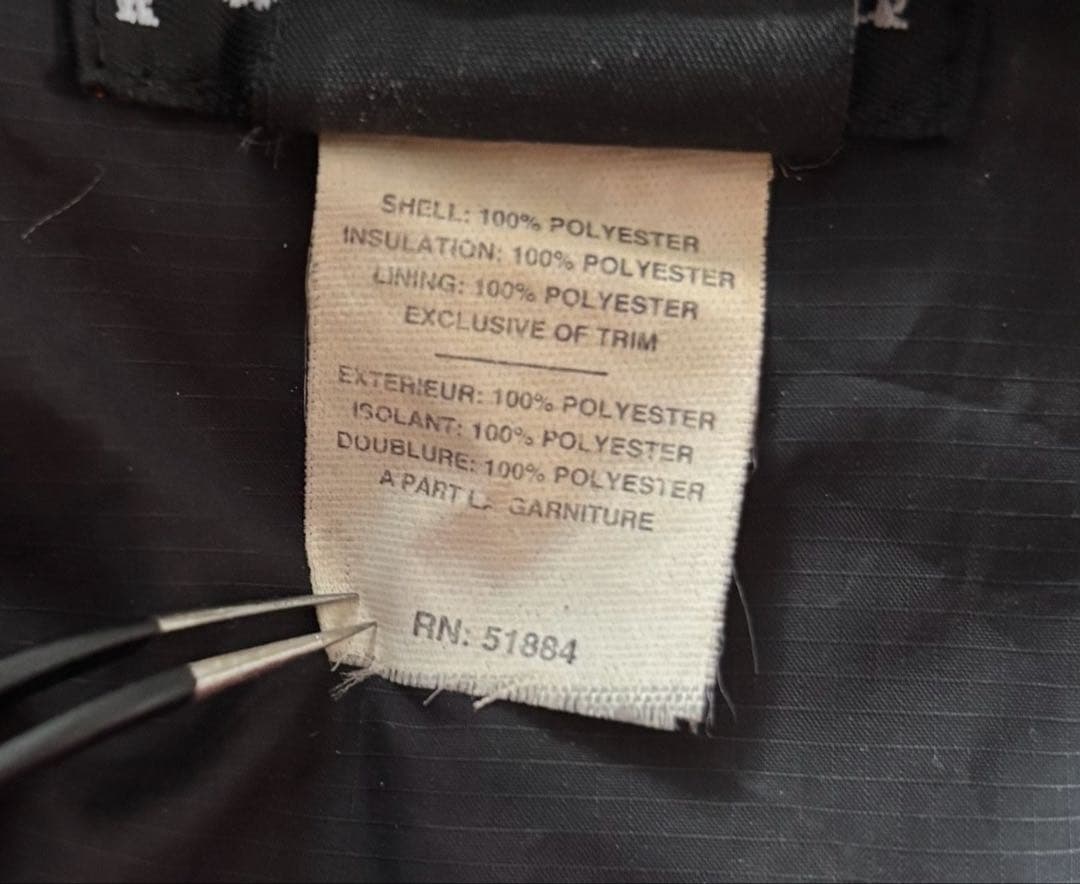 SHELL: 100% POLYESTER
INSULATION: 100% POLYESTER
LINING: 100% POLYESTER
EXCLUSIVE OF TRIM
EXTERIEUR: 100% POLYESTER
ISOLANT: 100% POLYESTER
DOUBLURE: 100% POLYESTER
A PART LA GARNITURE
RN: 51884